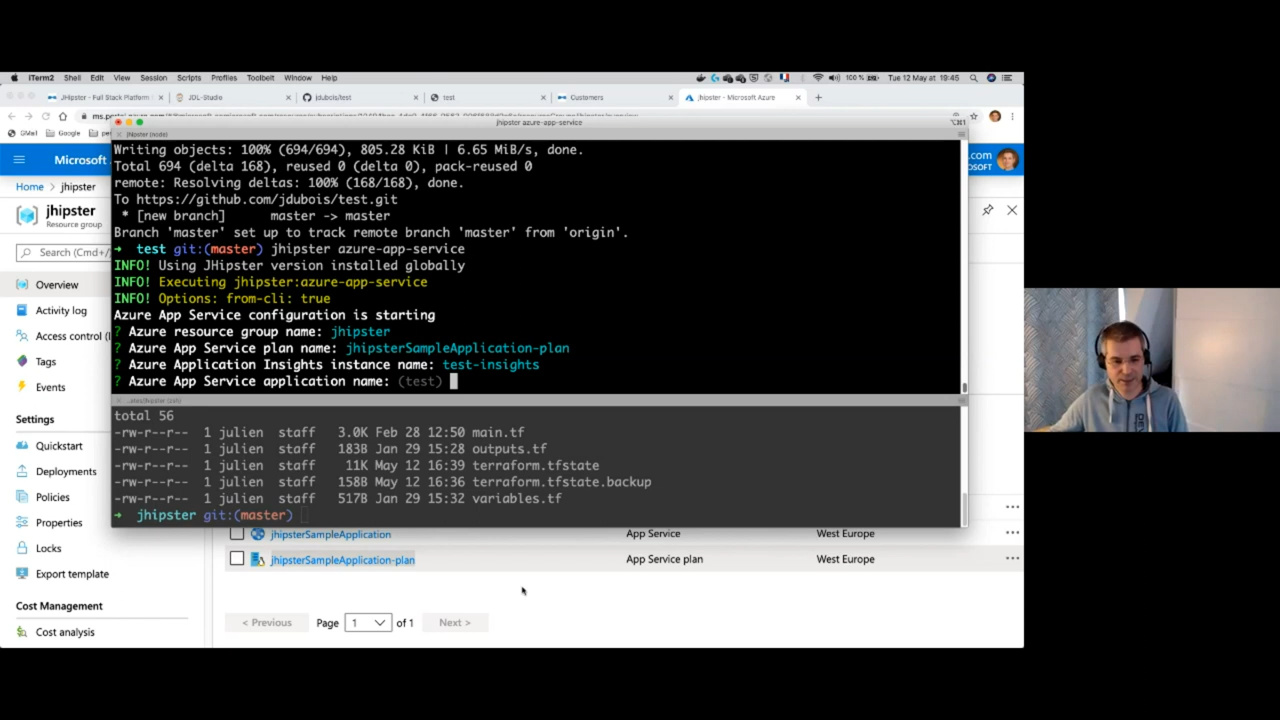 iTerm2 Shell Edit View Session Scripts Profiles Toolbelt Window Help
100 % Tue 12 May at 19:45
JHipster - Full Stack Platform
JDL-Studio
jdubois/test
test
Customers
jhipster - Microsoft Azure
GMail Google
jhipster azure-app-service
Microsoft
.com
OSOFT
Home > jhipster
jhipster
Resource group
Search (Cmd+/)
Overview
Activity log
Access control (I
Tags
Events
Settings
Quickstart
Deployments
Policies
Properties
Locks
Export template
Cost Management
Cost analysis
Writing objects: 100% (694/694), 805.28 KiB | 6.65 MiB/s, done.
Total 694 (delta 168), reused 0 (delta 0), pack-reused 0
remote: Resolving deltas: 100% (168/168), done.
To https://github.com/jdubois/test.git
* [new branch] master -> master
Branch 'master' set up to track remote branch 'master' from 'origin'.
➜ test git:(master) jhipster azure-app-service
INFO! Using JHipster version installed globally
INFO! Executing jhipster:azure-app-service
INFO! Options: from-cli: true
Azure App Service configuration is starting
? Azure resource group name: jhipster
? Azure App Service plan name: jhipsterSampleApplication-plan
? Azure Application Insights instance name: test-insights
? Azure App Service application name: (test)
total 56
-rw-r--r-- 1 julien staff 3.0K Feb 28 12:50 main.tf
-rw-r--r-- 1 julien staff 183B Jan 29 15:28 outputs.tf
-rw-r--r-- 1 julien staff 11K May 12 16:39 terraform.tfstate
-rw-r--r-- 1 julien staff 158B May 12 16:36 terraform.tfstate.backup
-rw-r--r-- 1 julien staff 517B Jan 29 15:32 variables.tf
➜ jhipster git:(master)
jhipsterSampleApplication App Service West Europe
jhipsterSampleApplication-plan App Service plan West Europe
< Previous Page 1 of 1 Next >